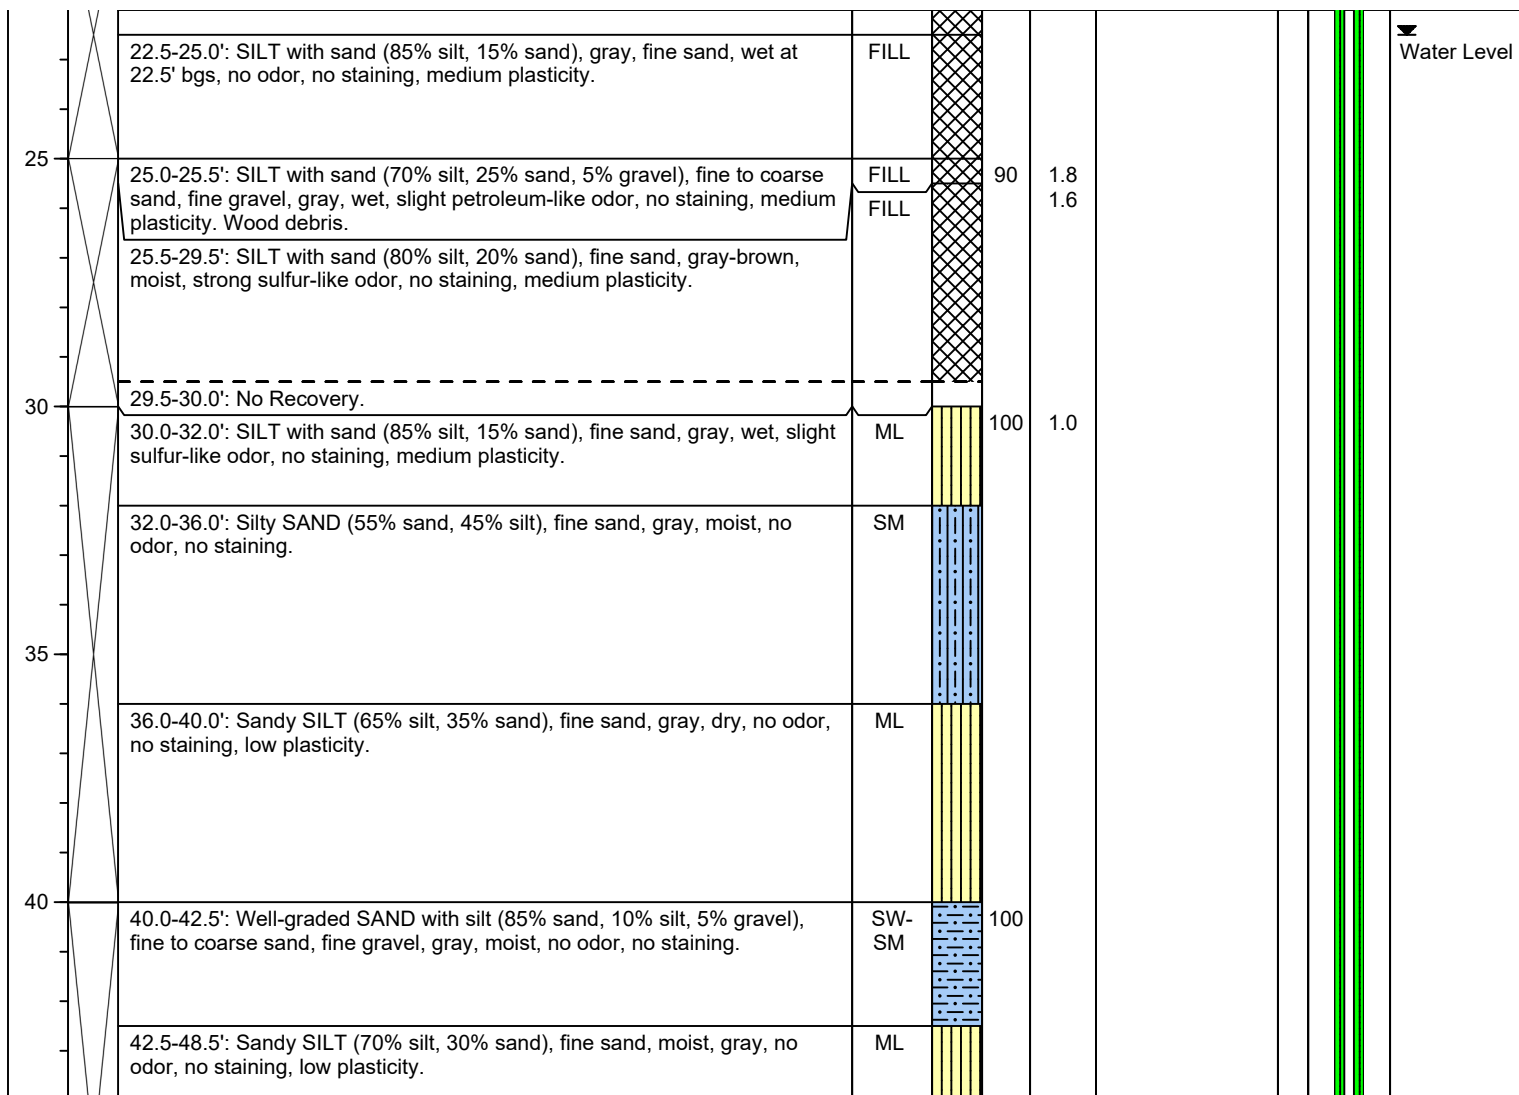 22.5-25.0': SILT with sand (85% silt, 15% sand), gray, fine sand, wet at
22.5' bgs, no odor, no staining, medium plasticity.
FILL
Water Level
25
25.0-25.5': SILT with sand (70% silt, 25% sand, 5% gravel), fine to coarse
sand, fine gravel, gray, wet, slight petroleum-like odor, no staining, medium
plasticity. Wood debris.
FILL
FILL
90
1.8
1.6
25.5-29.5': SILT with sand (80% silt, 20% sand), fine sand, gray-brown,
moist, strong sulfur-like odor, no staining, medium plasticity.
29.5-30.0': No Recovery.
30
30.0-32.0': SILT with sand (85% silt, 15% sand), fine sand, gray, wet, slight
sulfur-like odor, no staining, medium plasticity.
ML
100
1.0
32.0-36.0': Silty SAND (55% sand, 45% silt), fine sand, gray, moist, no
odor, no staining.
SM
35
36.0-40.0': Sandy SILT (65% silt, 35% sand), fine sand, gray, dry, no odor,
no staining, low plasticity.
ML
40
40.0-42.5': Well-graded SAND with silt (85% sand, 10% silt, 5% gravel),
fine to coarse sand, fine gravel, gray, moist, no odor, no staining.
SW-
SM
100
42.5-48.5': Sandy SILT (70% silt, 30% sand), fine sand, moist, gray, no
odor, no staining, low plasticity.
ML